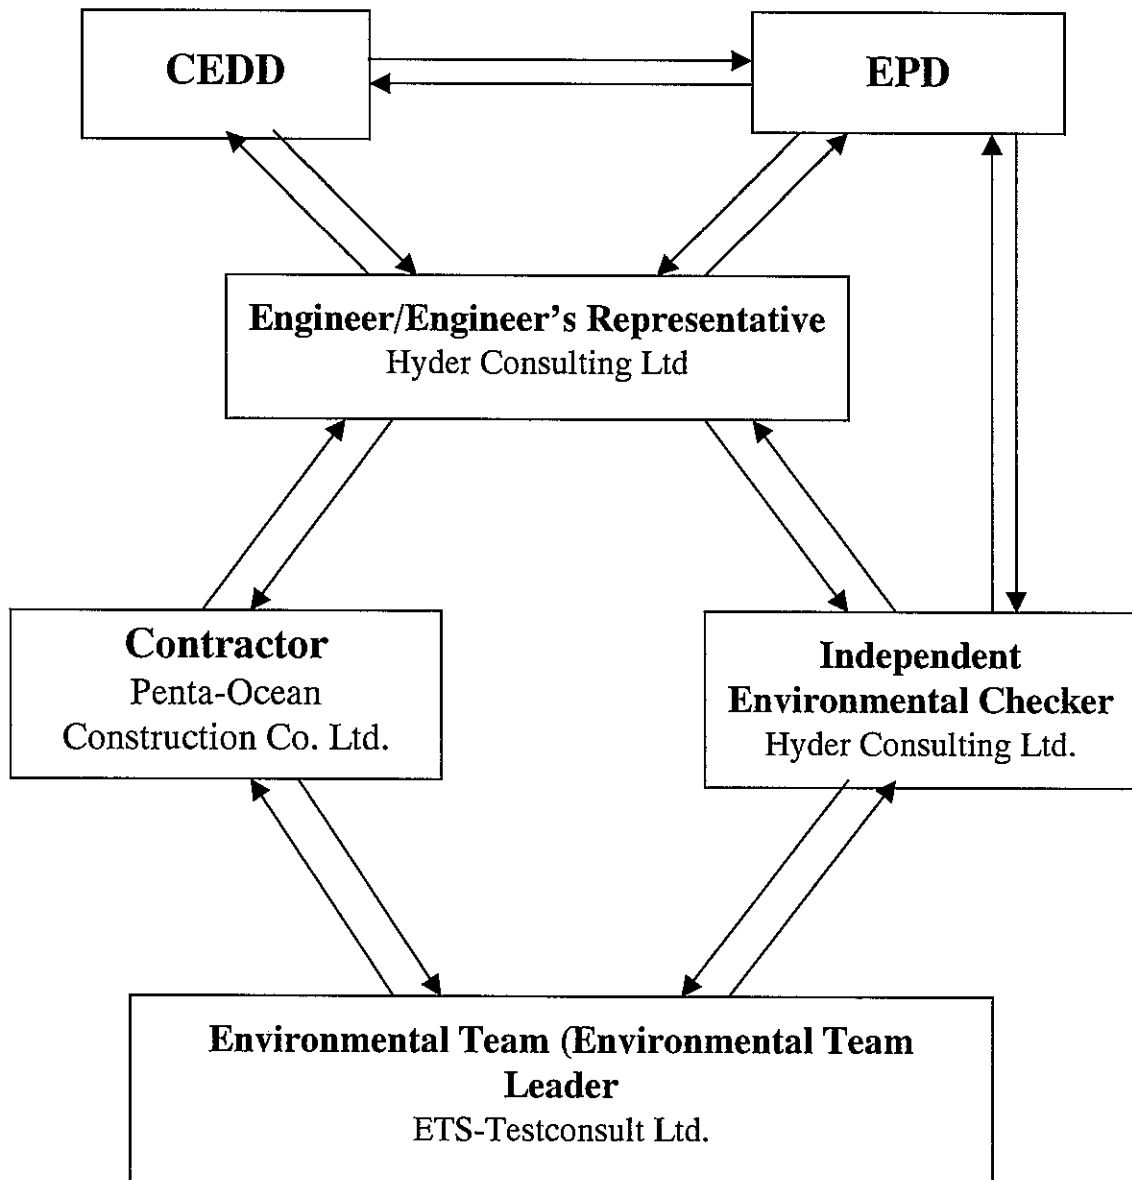 CEDD
EPD
Engineer/Engineer's Representative
Hyder Consulting Ltd
Contractor
Penta-Ocean
Construction Co. Ltd.
Independent
Environmental Checker
Hyder Consulting Ltd.
Environmental Team (Environmental Team
Leader
ETS-Testconsult Ltd.